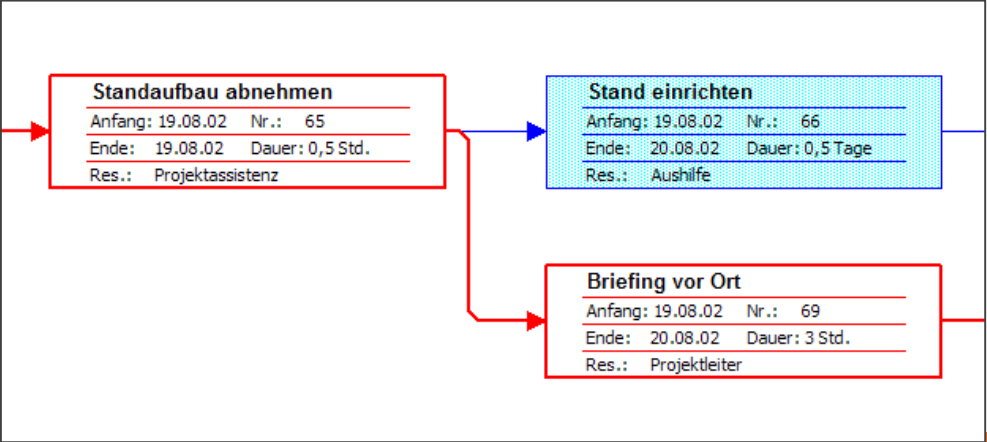 Standaufbau abnehmen
Anfang: 19.08.02 Nr.: 65
Ende: 19.08.02 Dauer: 0,5 Std.
Res.: Projektassistenz
Stand einrichten
Anfang: 19.08.02 Nr.: 66
Ende: 20.08.02 Dauer: 0,5 Tage
Res.: Aushilfe
Briefing vor Ort
Anfang: 19.08.02 Nr.: 69
Ende: 20.08.02 Dauer: 3 Std.
Res.: Projektleiter